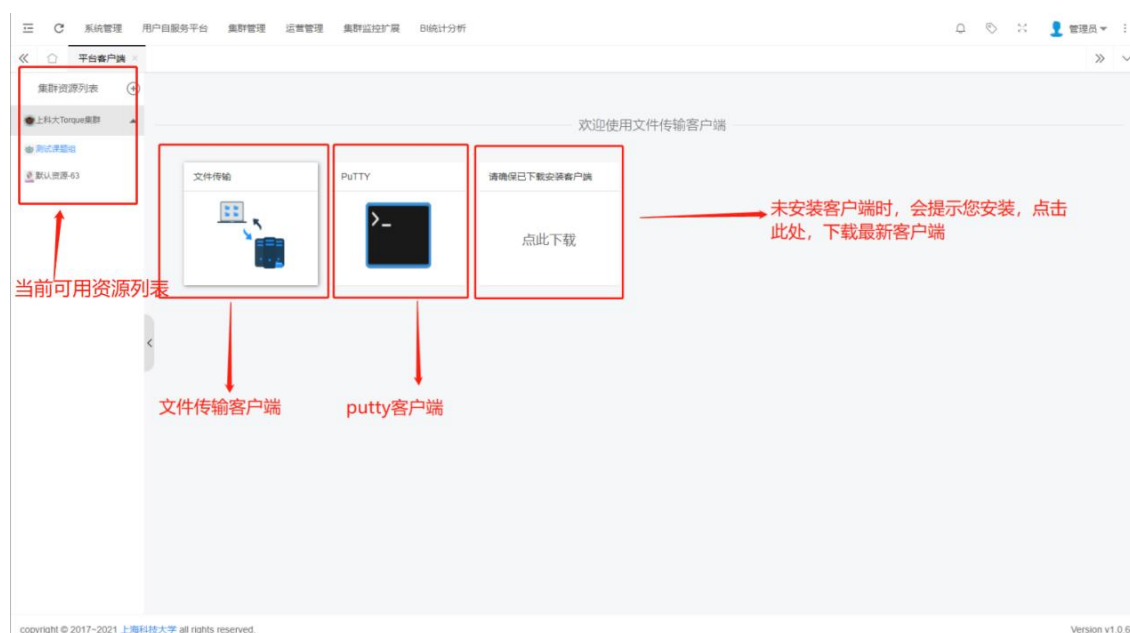 系统管理 用户自服务平台 集群管理 运营管理 集群监控扩展 BI统计分析 管理员
平台客户端
集群资源列表
上科大Torque集群
测试课题组
默认资源-63
欢迎使用文件传输客户端
文件传输
PuTTY
请确保已下载安装客户端
点此下载
未安装客户端时，会提示您安装，点击
此处，下载最新客户端
当前可用资源列表
文件传输客户端
putty客户端
copyright © 2017~2021 上海科技大学 all rights reserved.
Version v1.0.6